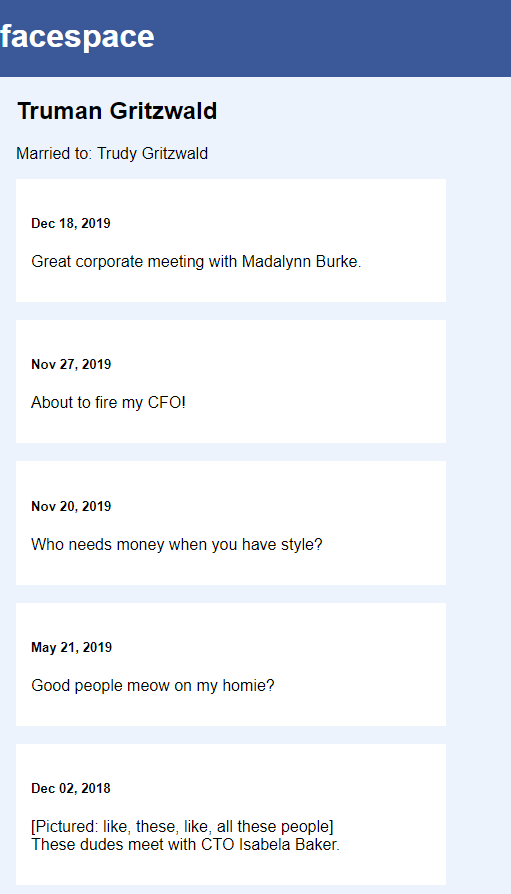 facespace
Truman Gritzwald
Married to: Trudy Gritzwald
Dec 18, 2019
Great corporate meeting with Madalynn Burke.
Nov 27, 2019
About to fire my CFO!
Nov 20, 2019
Who needs money when you have style?
May 21, 2019
Good people meow on my homie?
Dec 02, 2018
[Pictured: like, these, like, all these people]
These dudes meet with CTO Isabela Baker.